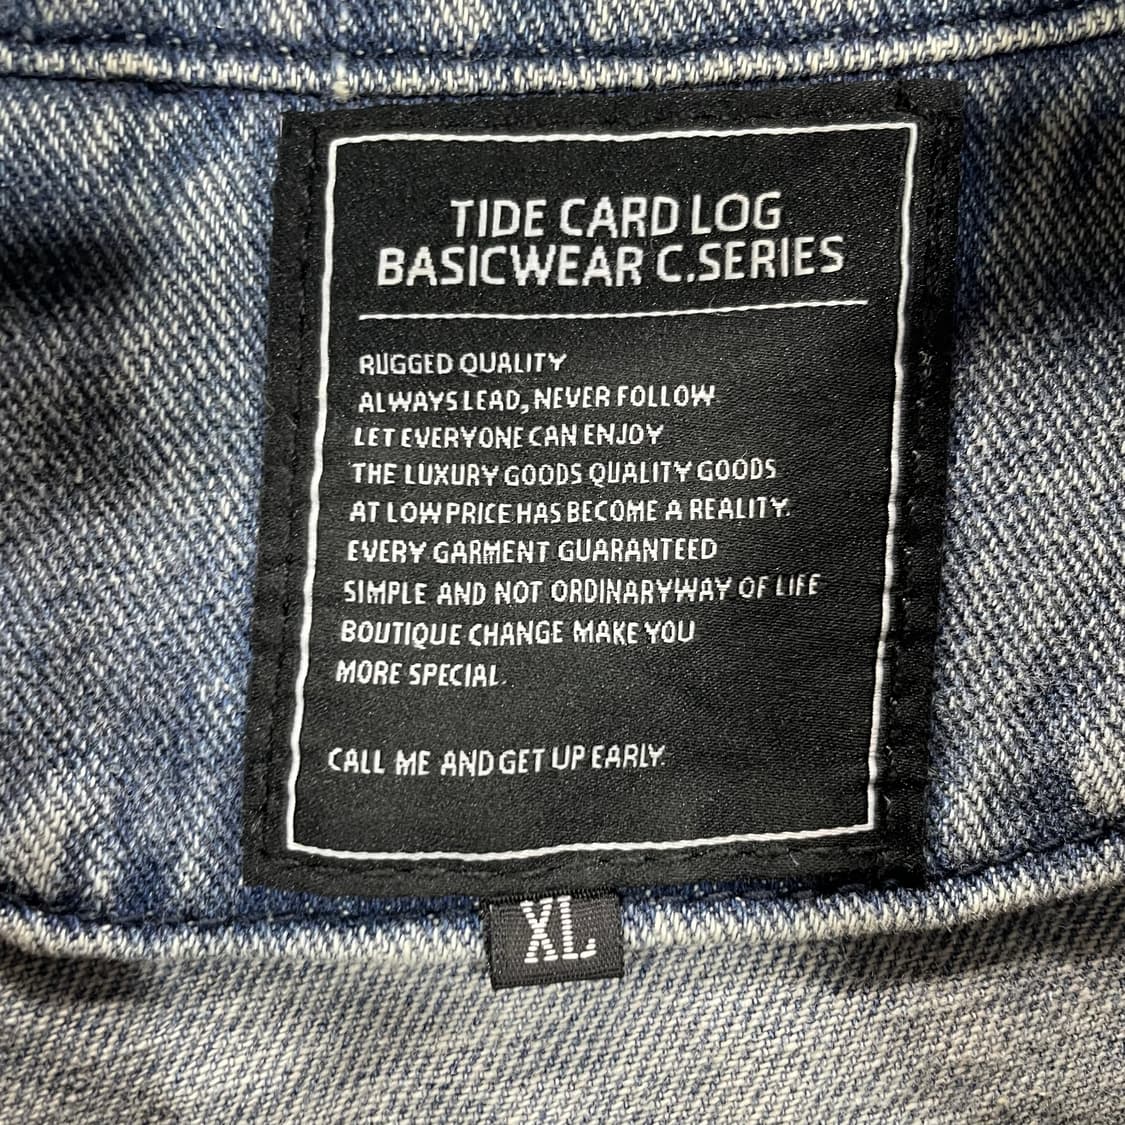 TIDE CARD LOG
BASICWEAR C.SERIES
RUGGED QUALITY
ALWAYS LEAD, NEVER FOLLOW
LET EVERYONE CAN ENJOY
THE LUXURY GOODS QUALITY GOODS
AT LOW PRICE HAS BECOME A REALITY.
EVERY GARMENT GUARANTEED
SIMPLE AND NOT ORDINARYWAY OF LIFE
BOUTIQUE CHANGE MAKE YOU
MORE SPECIAL.
CALL ME AND GET UP EARLY.
XL